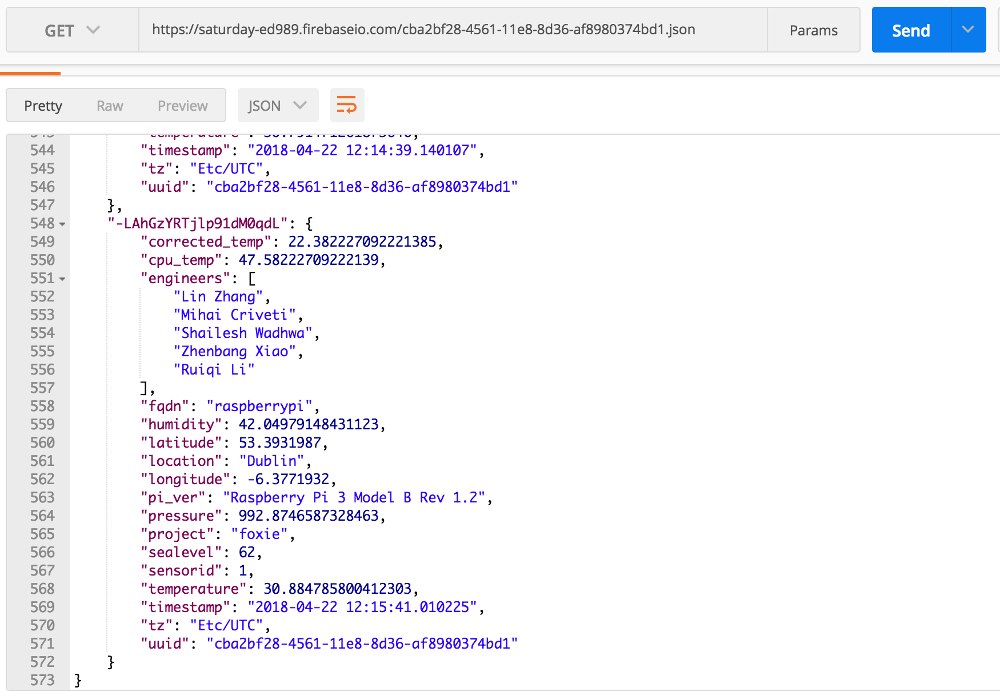 GET https://saturday-ed989.firebaseio.com/cba2bf28-4561-11e8-8d36-af8980374bd1.json Params Send
Pretty Raw Preview JSON
544 "timestamp": "2018-04-22 12:14:39.140107",
545 "tz": "Etc/UTC",
546 "uuid": "cba2bf28-4561-11e8-8d36-af8980374bd1"
547 },
548 "-LAhGzYRTjlp91dM0qdL": {
549 "corrected_temp": 22.382227092221385,
550 "cpu_temp": 47.58222709222139,
551 "engineers": [
552 "Lin Zhang",
553 "Mihai Criveti",
554 "Shailesh Wadhwa",
555 "Zhenbang Xiao",
556 "Ruiqi Li"
557 ],
558 "fqdn": "raspberrypi",
559 "humidity": 42.04979148431123,
560 "latitude": 53.3931987,
561 "location": "Dublin",
562 "longitude": -6.3771932,
563 "pi_ver": "Raspberry Pi 3 Model B Rev 1.2",
564 "pressure": 992.8746587328463,
565 "project": "foxie",
566 "sealevel": 62,
567 "sensorid": 1,
568 "temperature": 30.884785800412303,
569 "timestamp": "2018-04-22 12:15:41.010225",
570 "tz": "Etc/UTC",
571 "uuid": "cba2bf28-4561-11e8-8d36-af8980374bd1"
572 }
573 }